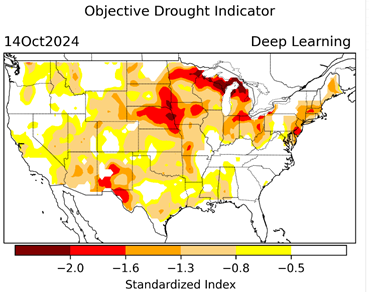 Objective Drought Indicator
14Oct2024 Deep Learning
−2.0 −1.6 −1.3 −0.8 −0.5
Standardized Index